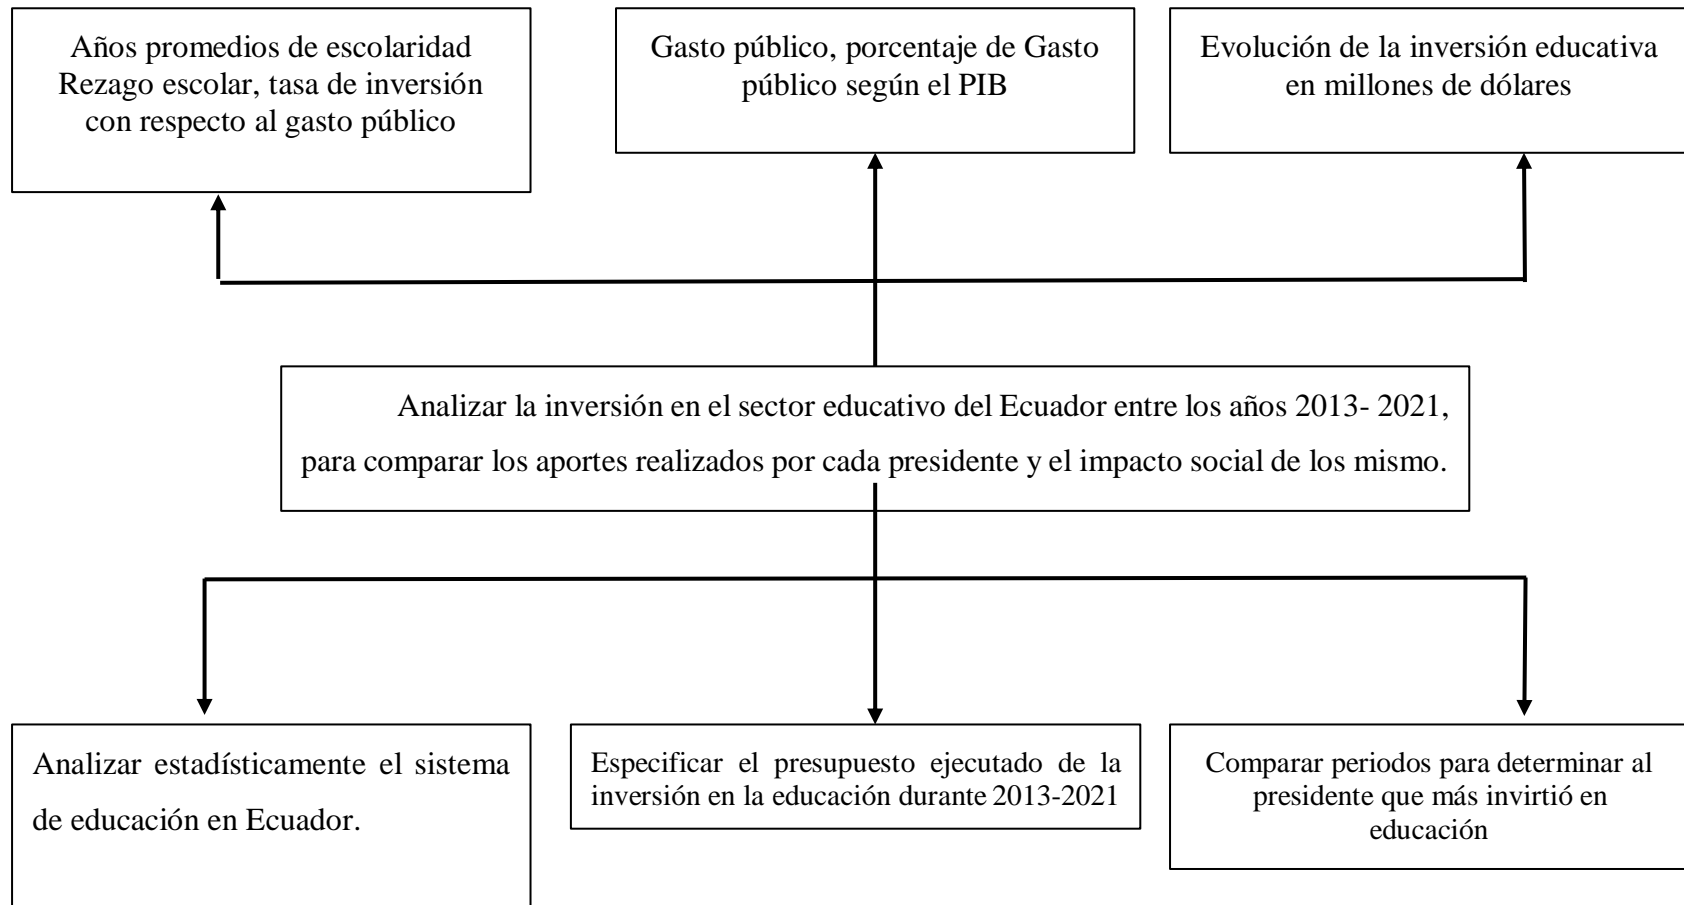 Años promedios de escolaridad
Rezago escolar, tasa de inversión
con respecto al gasto público
Gasto público, porcentaje de Gasto
público según el PIB
Evolución de la inversión educativa
en millones de dólares
Analizar la inversión en el sector educativo del Ecuador entre los años 2013- 2021,
para comparar los aportes realizados por cada presidente y el impacto social de los mismo.
Analizar estadísticamente el sistema
de educación en Ecuador.
Especificar el presupuesto ejecutado de la
inversión en la educación durante 2013-2021
Comparar periodos para determinar al
presidente que más invirtió en
educación